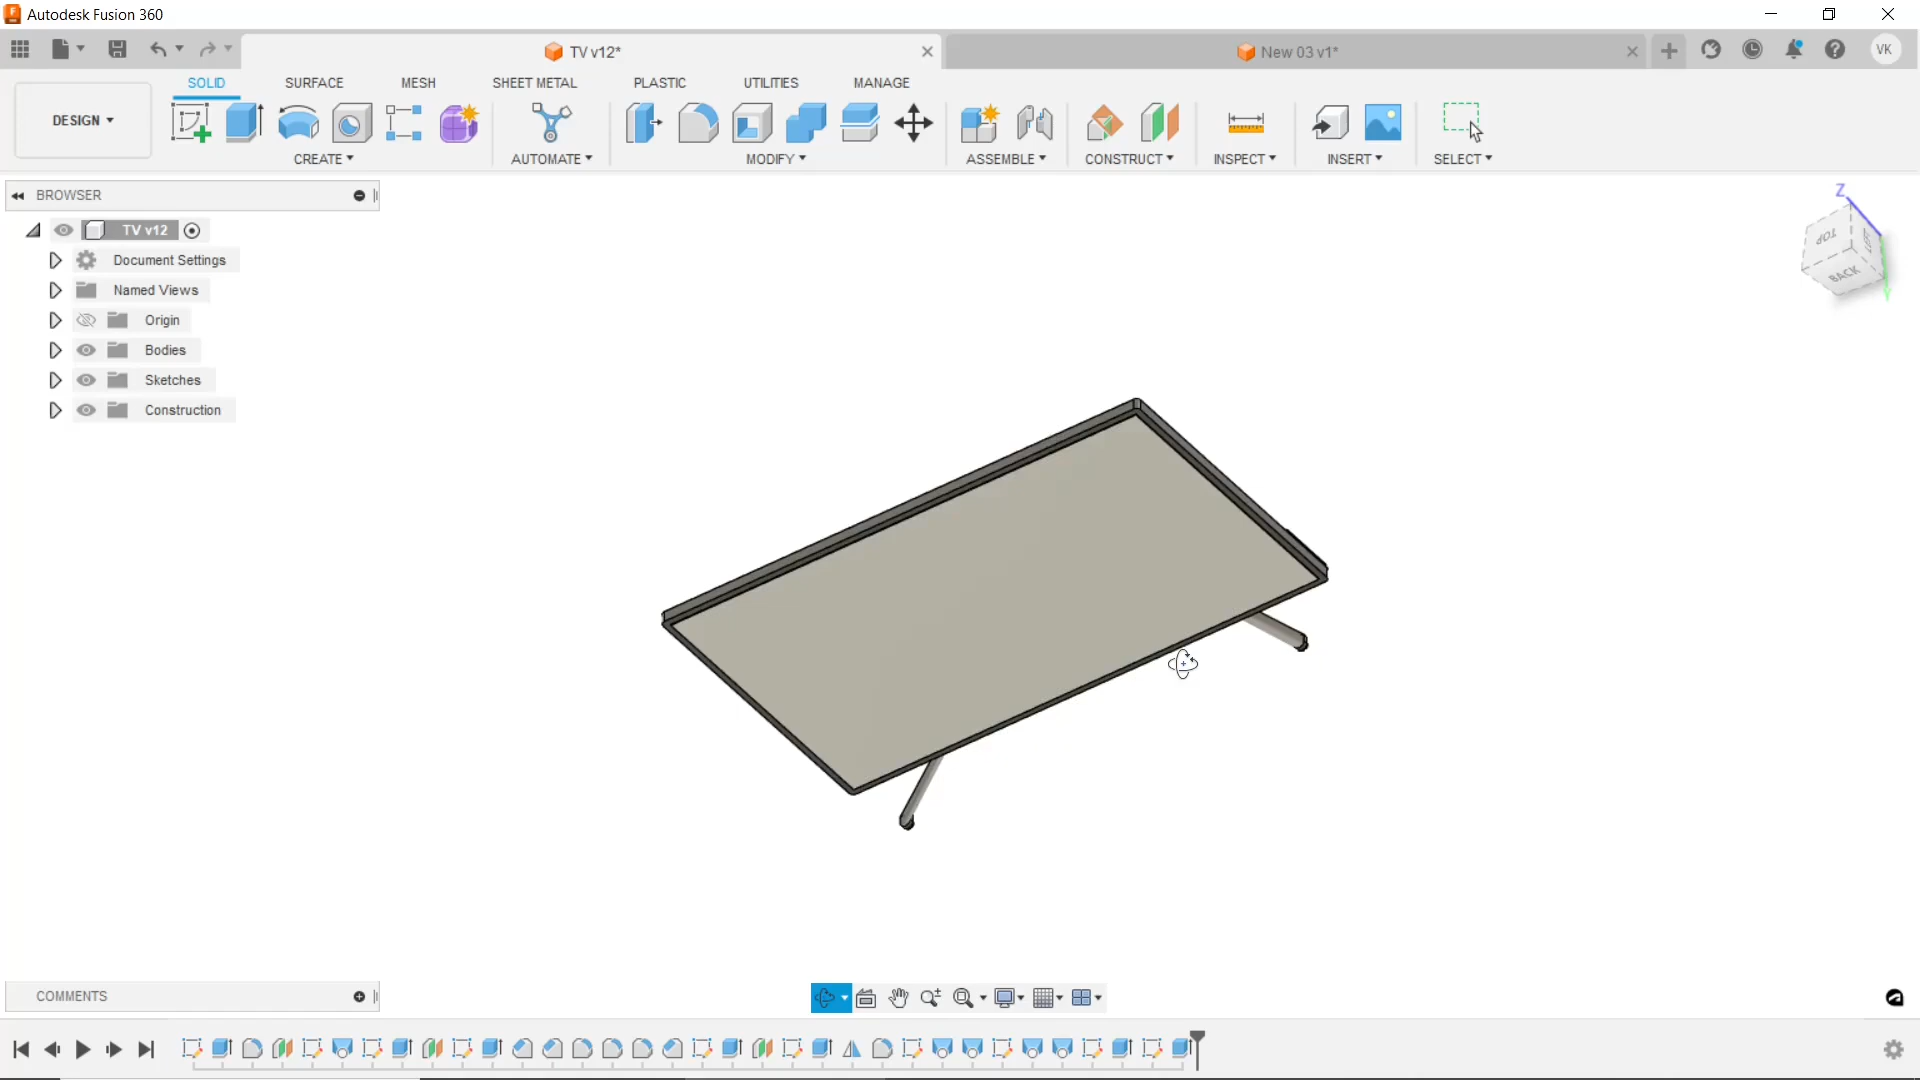 Autodesk Fusion 360
TV v12*
New 03 v1*
VK
SOLID
SURFACE
MESH
SHEET METAL
PLASTIC
UTILITIES
MANAGE
DESIGN
CREATE
AUTOMATE
MODIFY
ASSEMBLE
CONSTRUCT
INSPECT
INSERT
SELECT
BROWSER
TV v12
Document Settings
Named Views
Origin
Bodies
Sketches
Construction
Z
TOP
BACK
COMMENTS